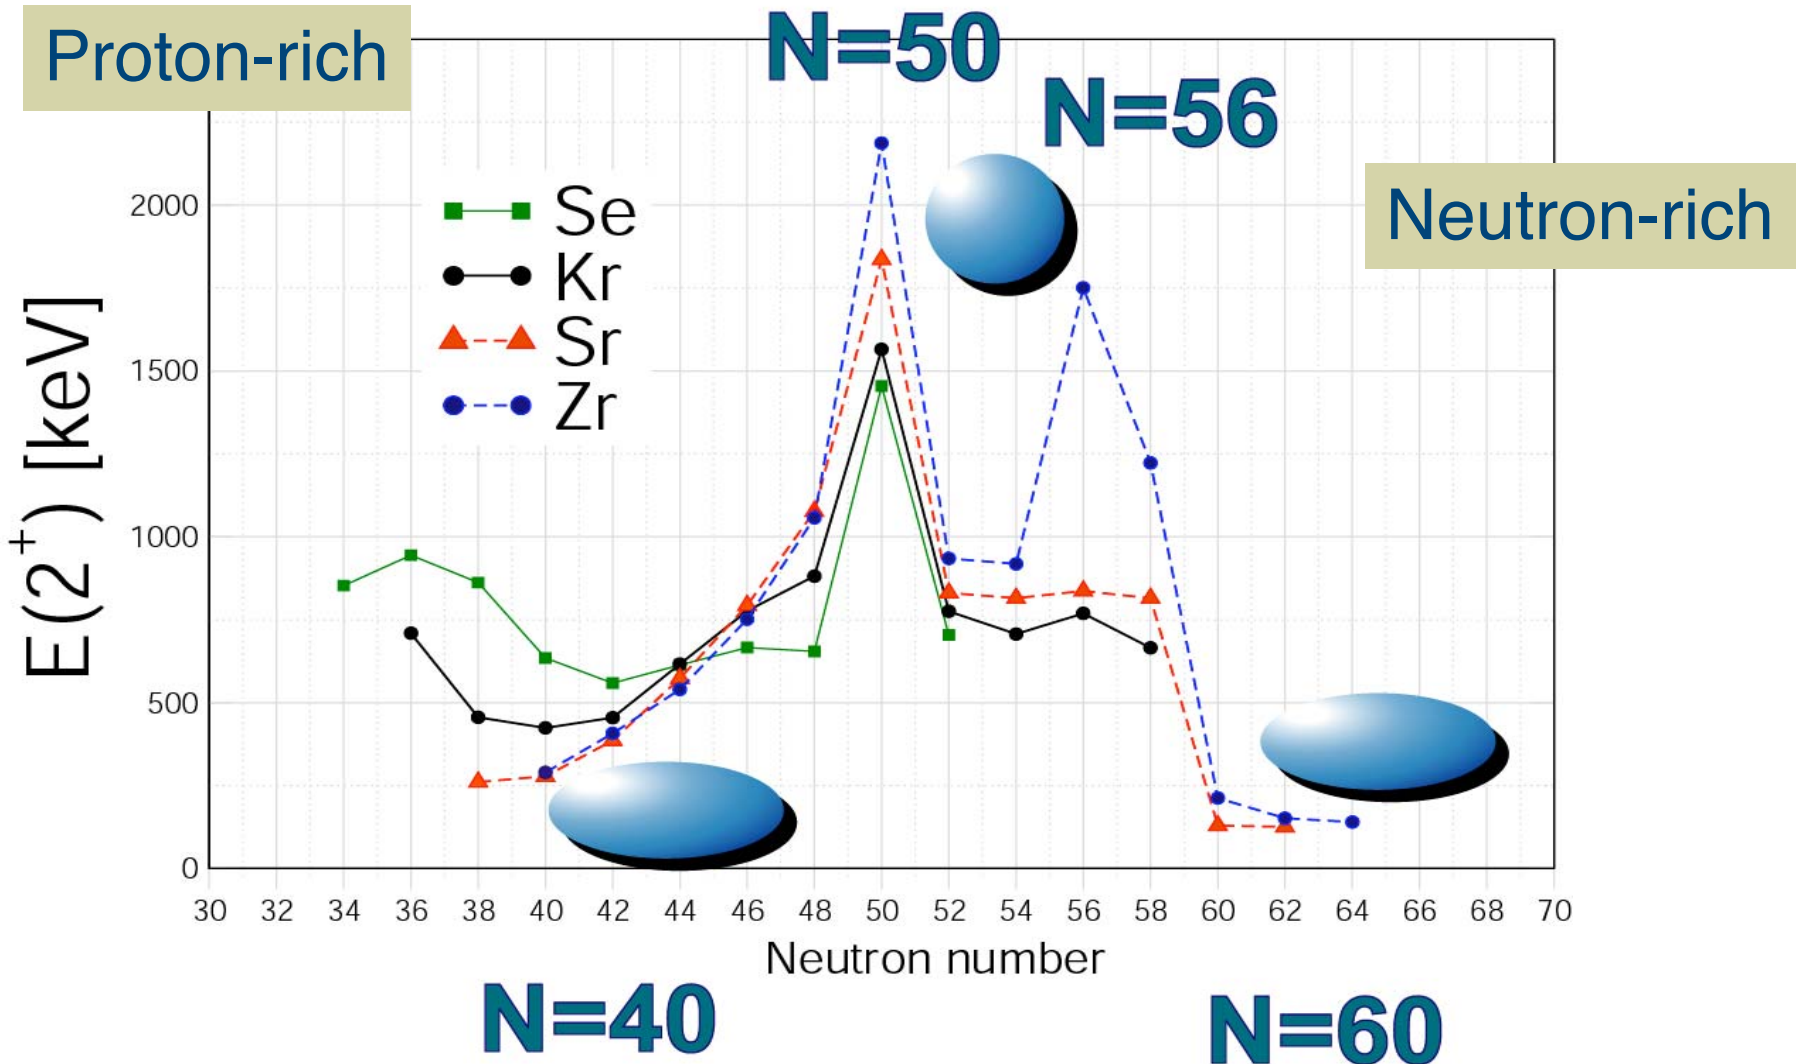 Proton-rich
N=50
N=56
Neutron-rich
Se
Kr
Sr
Zr
E(2⁺) [keV]
2000
1500
1000
500
0
30 32 34 36 38 40 42 44 46 48 50 52 54 56 58 60 62 64 66 68 70
Neutron number
N=40
N=60